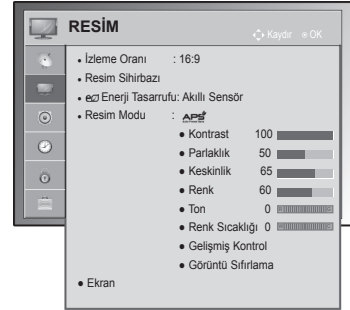 RESİM
Kaydır OK
• İzleme Oranı : 16:9
• Resim Sihirbazı
• Enerji Tasarrufu: Akıllı Sensör
• Resim Modu : APS
• Kontrast 100
• Parlaklık 50
• Keskinlik 65
• Renk 60
• Ton 0
• Renk Sıcaklığı 0
• Gelişmiş Kontrol
• Görüntü Sıfırlama
• Ekran